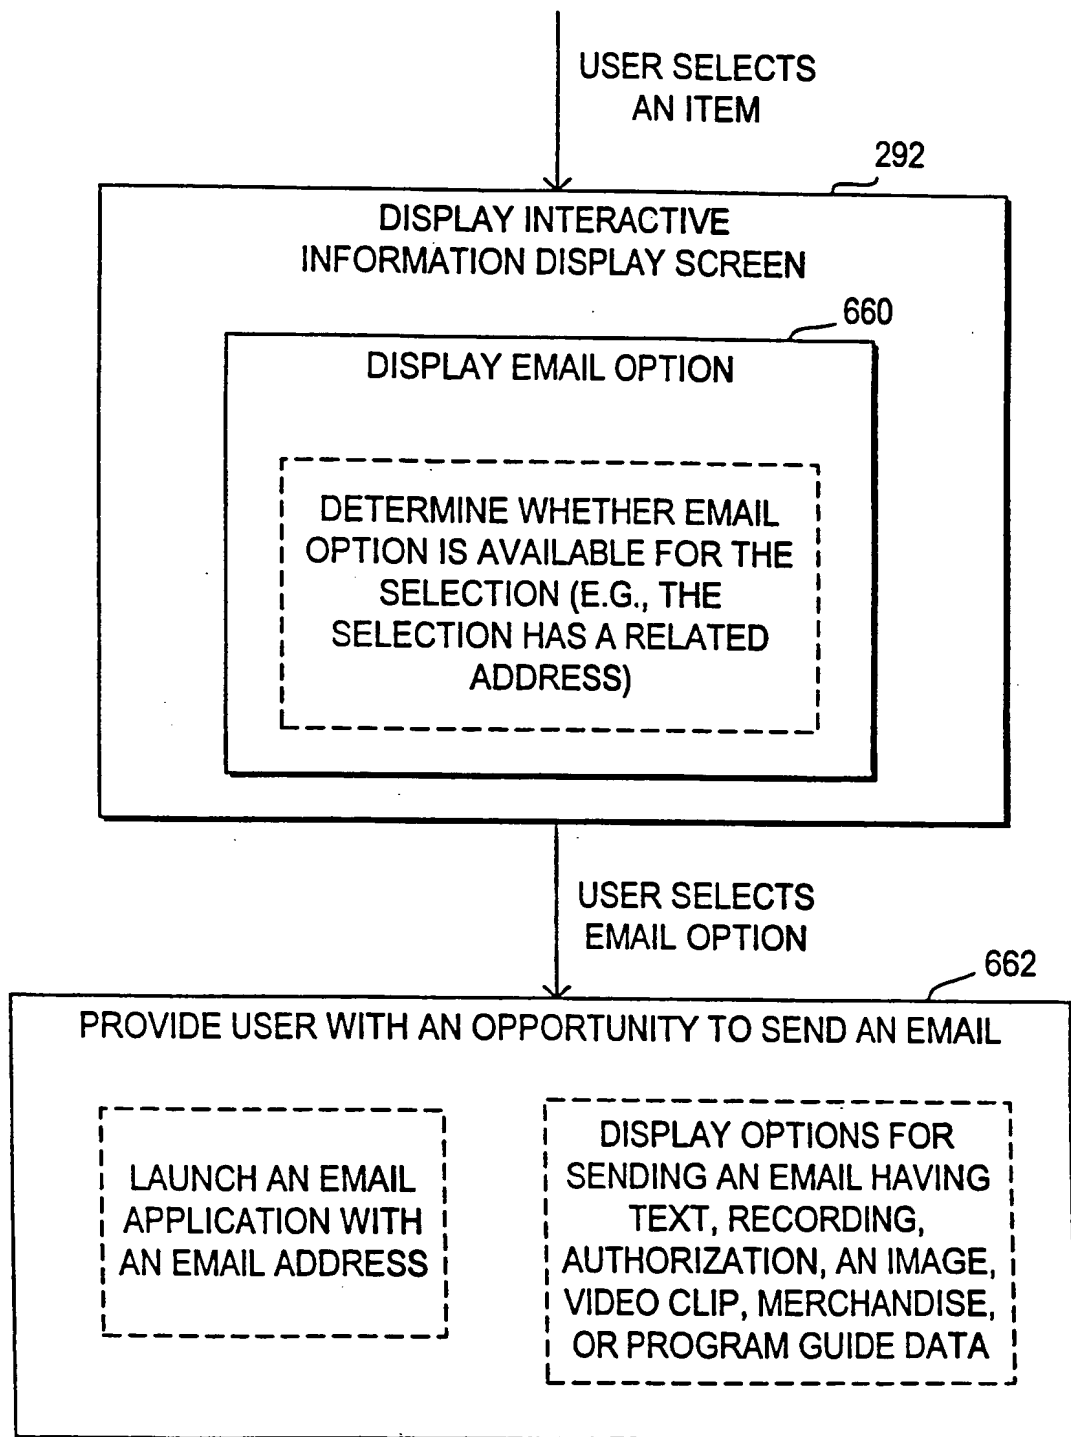 USER SELECTS
AN ITEM
292
DISPLAY INTERACTIVE
INFORMATION DISPLAY SCREEN
660
DISPLAY EMAIL OPTION
DETERMINE WHETHER EMAIL
OPTION IS AVAILABLE FOR THE
SELECTION (E.G., THE
SELECTION HAS A RELATED
ADDRESS)
USER SELECTS
EMAIL OPTION
662
PROVIDE USER WITH AN OPPORTUNITY TO SEND AN EMAIL
LAUNCH AN EMAIL
APPLICATION WITH
AN EMAIL ADDRESS
DISPLAY OPTIONS FOR
SENDING AN EMAIL HAVING
TEXT, RECORDING,
AUTHORIZATION, AN IMAGE,
VIDEO CLIP, MERCHANDISE,
OR PROGRAM GUIDE DATA